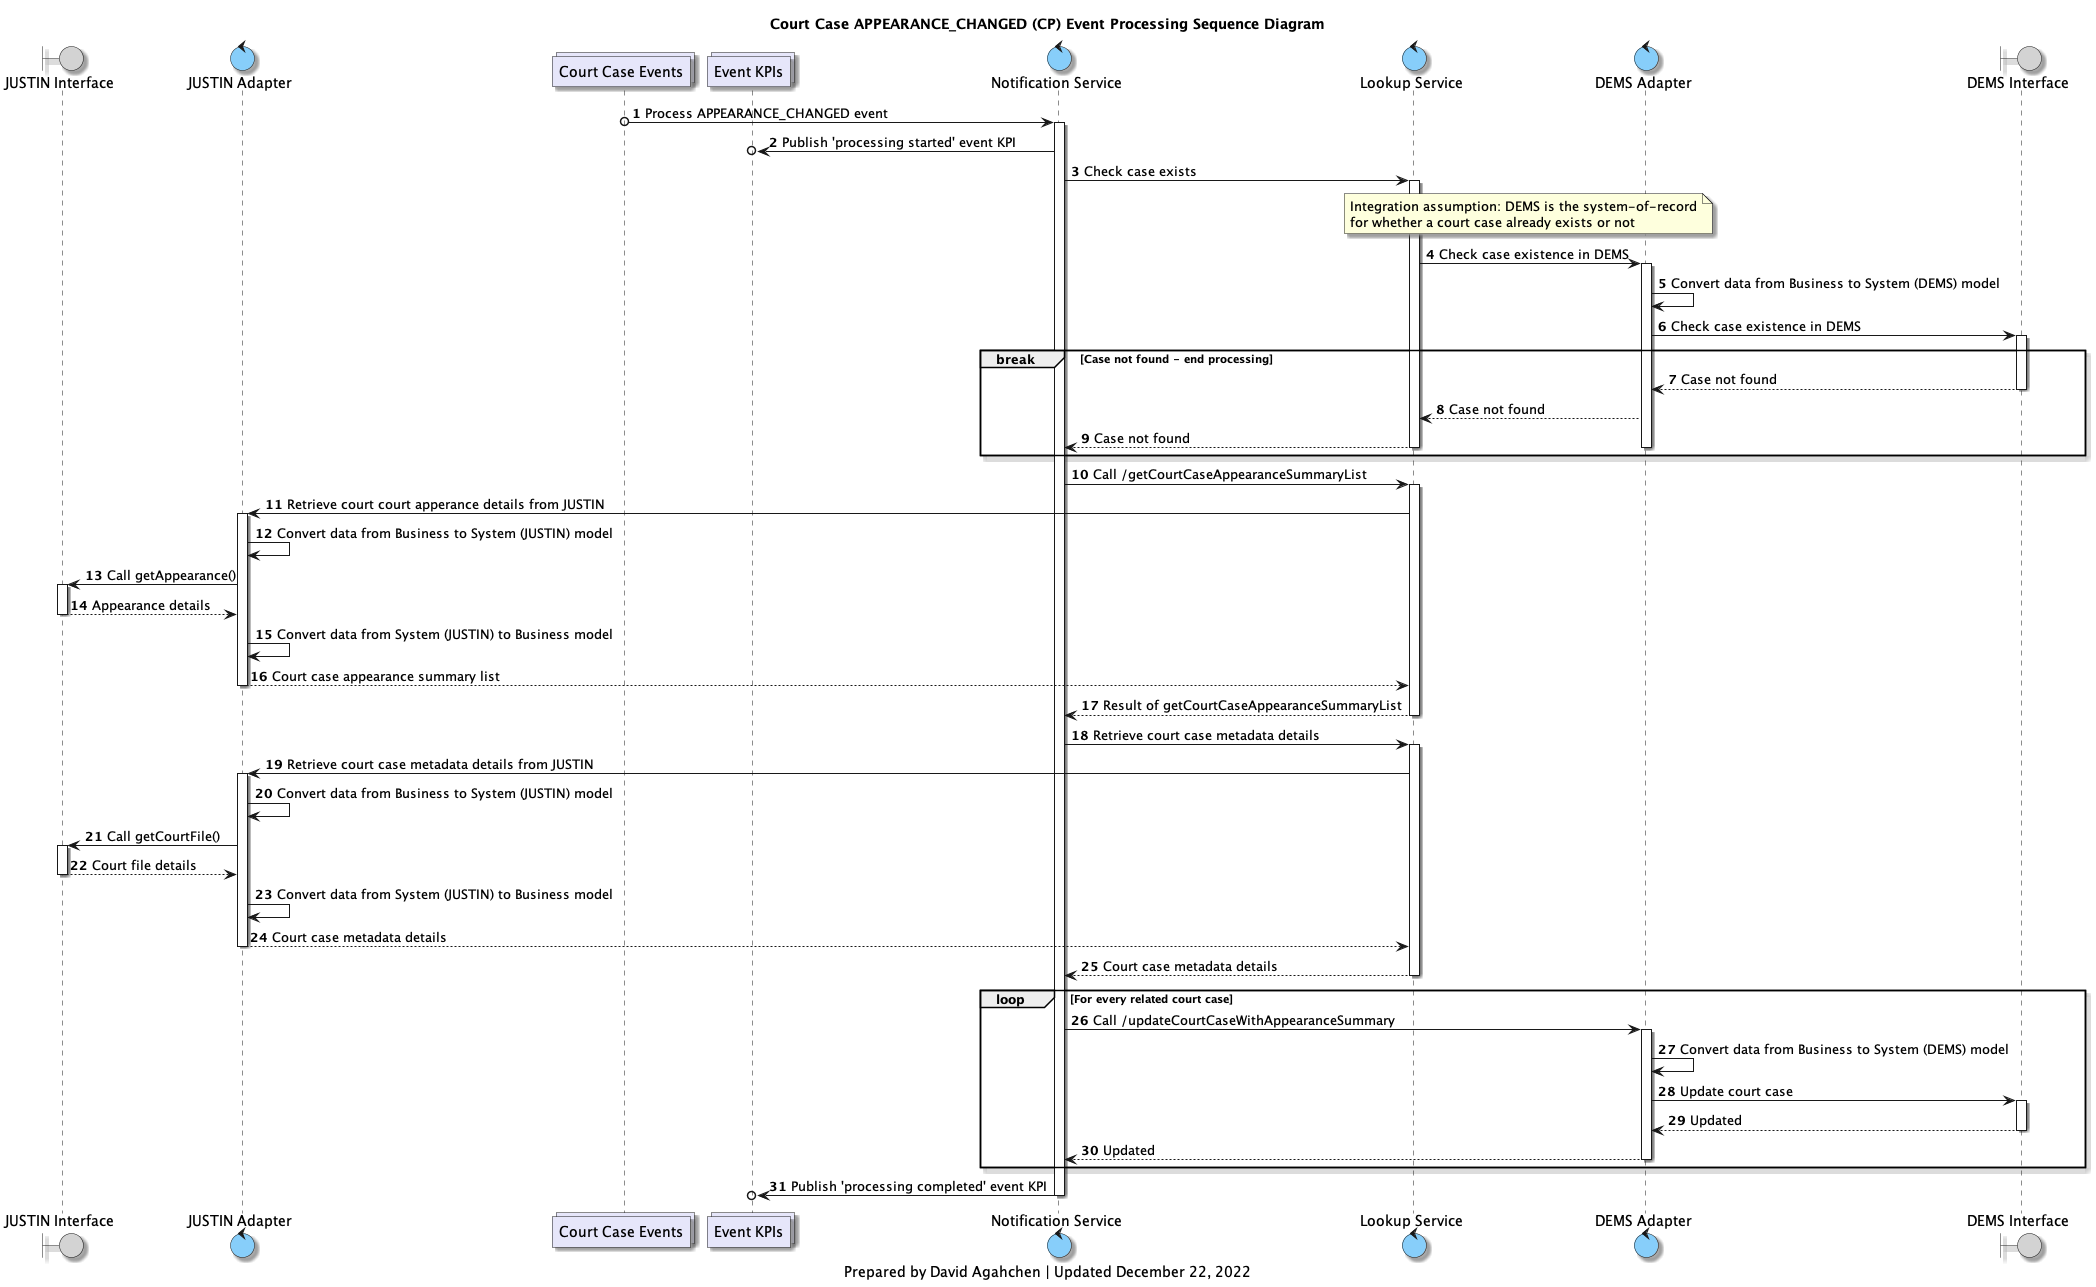 Court Case APPEARANCE_CHANGED (CP) Event Processing Sequence Diagram
JUSTIN Interface
JUSTIN Adapter
Court Case Events
Event KPIs
Notification Service
Lookup Service
DEMS Adapter
DEMS Interface
1 Process APPEARANCE_CHANGED event
2 Publish 'processing started' event KPI
3 Check case exists
Integration assumption: DEMS is the system-of-record
for whether a court case already exists or not
4 Check case existence in DEMS
5 Convert data from Business to System (DEMS) model
6 Check case existence in DEMS
break
[Case not found - end processing]
7 Case not found
8 Case not found
9 Case not found
10 Call /getCourtCaseAppearanceSummaryList
11 Retrieve court court apperance details from JUSTIN
12 Convert data from Business to System (JUSTIN) model
13 Call getAppearance()
14 Appearance details
15 Convert data from System (JUSTIN) to Business model
16 Court case appearance summary list
17 Result of getCourtCaseAppearanceSummaryList
18 Retrieve court case metadata details
19 Retrieve court case metadata details from JUSTIN
20 Convert data from Business to System (JUSTIN) model
21 Call getCourtFile()
22 Court file details
23 Convert data from System (JUSTIN) to Business model
24 Court case metadata details
25 Court case metadata details
loop
[For every related court case]
26 Call /updateCourtCaseWithAppearanceSummary
27 Convert data from Business to System (DEMS) model
28 Update court case
29 Updated
30 Updated
31 Publish 'processing completed' event KPI
JUSTIN Interface
JUSTIN Adapter
Court Case Events
Event KPIs
Notification Service
Lookup Service
DEMS Adapter
DEMS Interface
Prepared by David Agahchen | Updated December 22, 2022